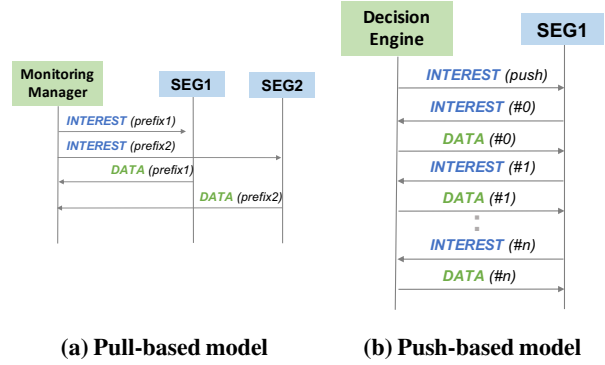 Monitoring
Manager
SEG1
SEG2
INTEREST (prefix1)
INTEREST (prefix2)
DATA (prefix1)
DATA (prefix2)
(a) Pull-based model
Decision
Engine
SEG1
INTEREST (push)
INTEREST (#0)
DATA (#0)
INTEREST (#1)
DATA (#1)
INTEREST (#n)
DATA (#n)
(b) Push-based model